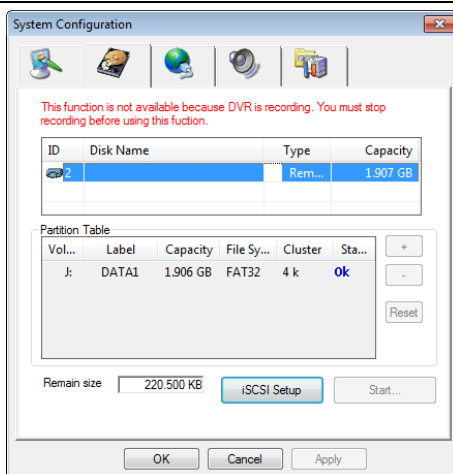 System Configuration
This function is not available because DVR is recording. You must stop
recording before using this fuction.
ID Disk Name Type Capacity
2 Rem... 1.907 GB
Partition Table
Vol... Label Capacity File Sy... Cluster Sta...
J: DATA1 1.906 GB FAT32 4 k Ok
+
-
Reset
Remain size 220.500 KB iSCSI Setup Start...
OK Cancel Apply